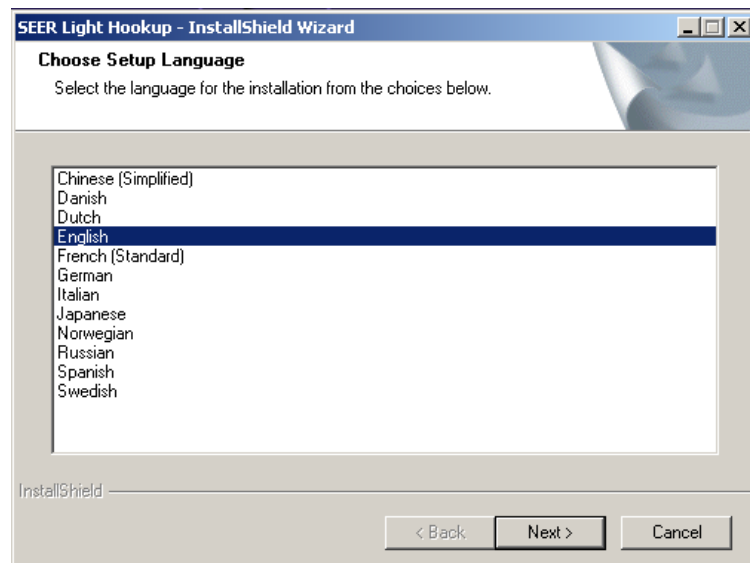 SEER Light Hookup - InstallShield Wizard
Choose Setup Language
Select the language for the installation from the choices below.
Chinese (Simplified)
Danish
Dutch
English
French (Standard)
German
Italian
Japanese
Norwegian
Russian
Spanish
Swedish
InstallShield
< Back
Next >
Cancel